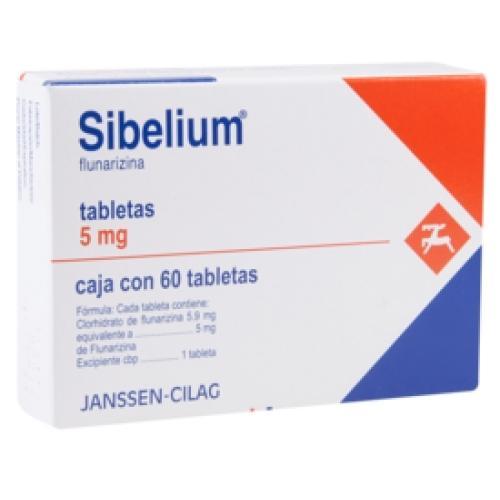 Sibelium®
flunarizina
tabletas
5 mg
caja con 60 tabletas
Fórmula: Cada tableta contiene:
Clorhidrato de flunarizina 5.9 mg
equivalente a .................. 5 mg
de Flunarizina
Excipiente cbp .................. 1 tableta
JANSSEN-CILAG